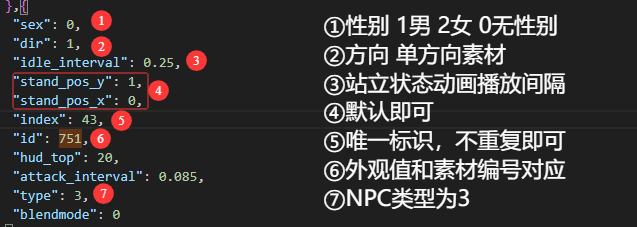 },{
"sex": 0, ①
"dir": 1, ②
"idle_interval": 0.25, ③
"stand_pos_y": 1,
"stand_pos_x": 0, ④
"index": 43, ⑤
"id": 751, ⑥
"hud_top": 20,
"attack_interval": 0.085,
"type": 3, ⑦
"blendmode": 0
①性别 1男 2女 0无性别
②方向 单方向素材
③站立状态动画播放间隔
④默认即可
⑤唯一标识，不重复即可
⑥外观值和素材编号对应
⑦NPC类型为3